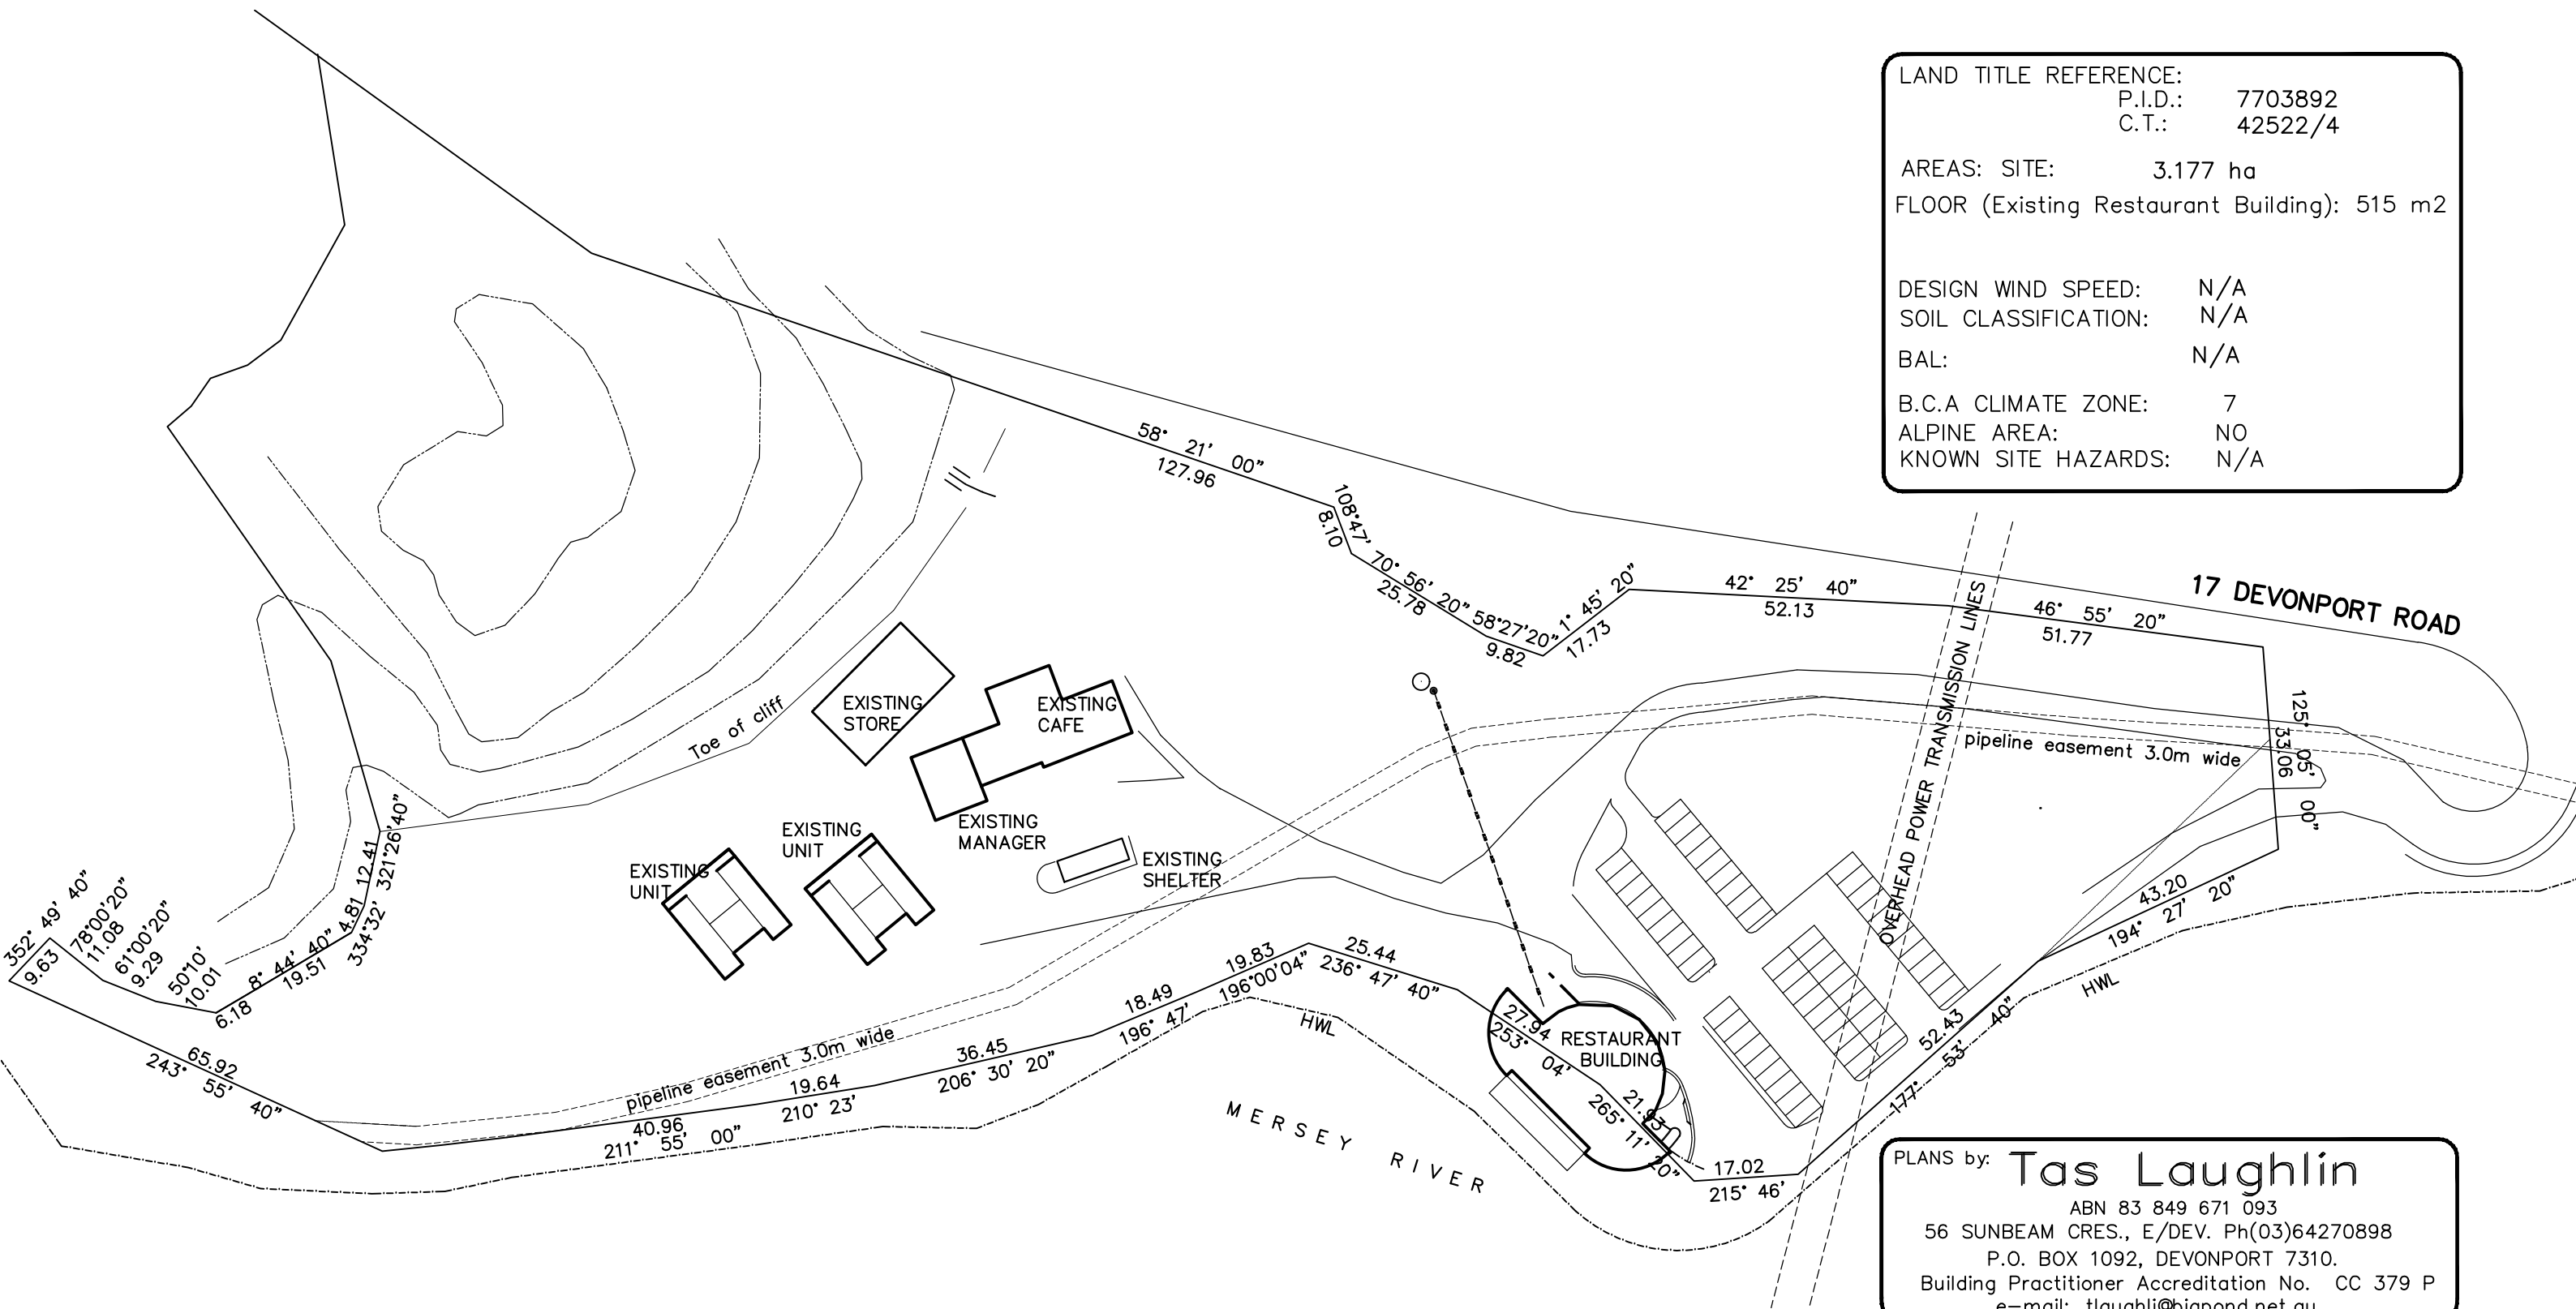 LAND TITLE REFERENCE:
P.I.D.: 7703892
C.T.: 42522/4
AREAS: SITE: 3.177 ha
FLOOR (Existing Restaurant Building): 515 m2
DESIGN WIND SPEED: N/A
SOIL CLASSIFICATION: N/A
BAL: N/A
B.C.A CLIMATE ZONE: 7
ALPINE AREA: NO
KNOWN SITE HAZARDS: N/A
58° 21' 00"
127.96
108°47'
8.10
70° 56' 20"
25.78
58°27'20"
9.82
1° 45' 20"
17.73
42° 25' 40"
52.13
46° 55' 20"
51.77
17 DEVONPORT ROAD
OVERHEAD POWER TRANSMISSION LINES
pipeline easement 3.0m wide
125° 05' 00"
33.06
EXISTING
STORE
EXISTING
CAFE
Toe of cliff
EXISTING
MANAGER
EXISTING
UNIT
EXISTING
UNIT
EXISTING
SHELTER
321°26'40"
12.41
4.81
334°32'
8° 44' 40"
19.51
6.18
352° 49' 40"
9.63
78°00'20"
11.08
61°00'20"
9.29
50°10'
10.01
65.92
243° 55' 40"
pipeline easement 3.0m wide
40.96
211° 55' 00"
19.64
210° 23'
36.45
206° 30' 20"
18.49
196° 47'
19.83
196°00'04"
25.44
236° 47' 40"
HWL
27.94
253° 04'
RESTAURANT
BUILDING
21.93
265° 11' 20"
17.02
215° 46'
52.43
177° 53' 40"
43.20
194° 27' 20"
HWL
MERSEY RIVER
PLANS by: Tas Laughlin
ABN 83 849 671 093
56 SUNBEAM CRES., E/DEV. Ph(03)64270898
P.O. BOX 1092, DEVONPORT 7310.
Building Practitioner Accreditation No. CC 379 P
e-mail: tlaughli@bigpond.net.au